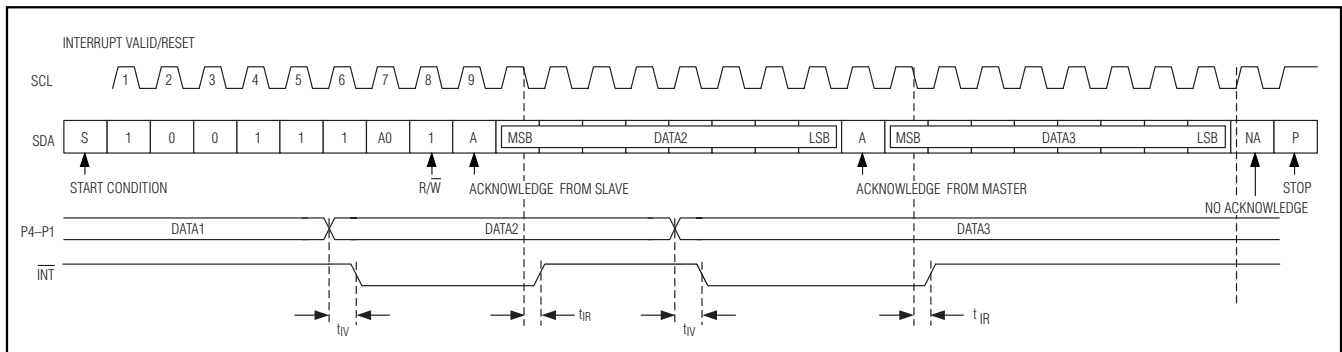 INTERRUPT VALID/RESET
SCL 1 2 3 4 5 6 7 8 9
SDA S 1 0 0 1 1 1 A0 1 A MSB DATA2 LSB A MSB DATA3 LSB NA P
START CONDITION R/W̅ ACKNOWLEDGE FROM SLAVE ACKNOWLEDGE FROM MASTER STOP
NO ACKNOWLEDGE
P4–P1 DATA1 DATA2 DATA3
I̅N̅T̅
tIV tIR tIV tIR